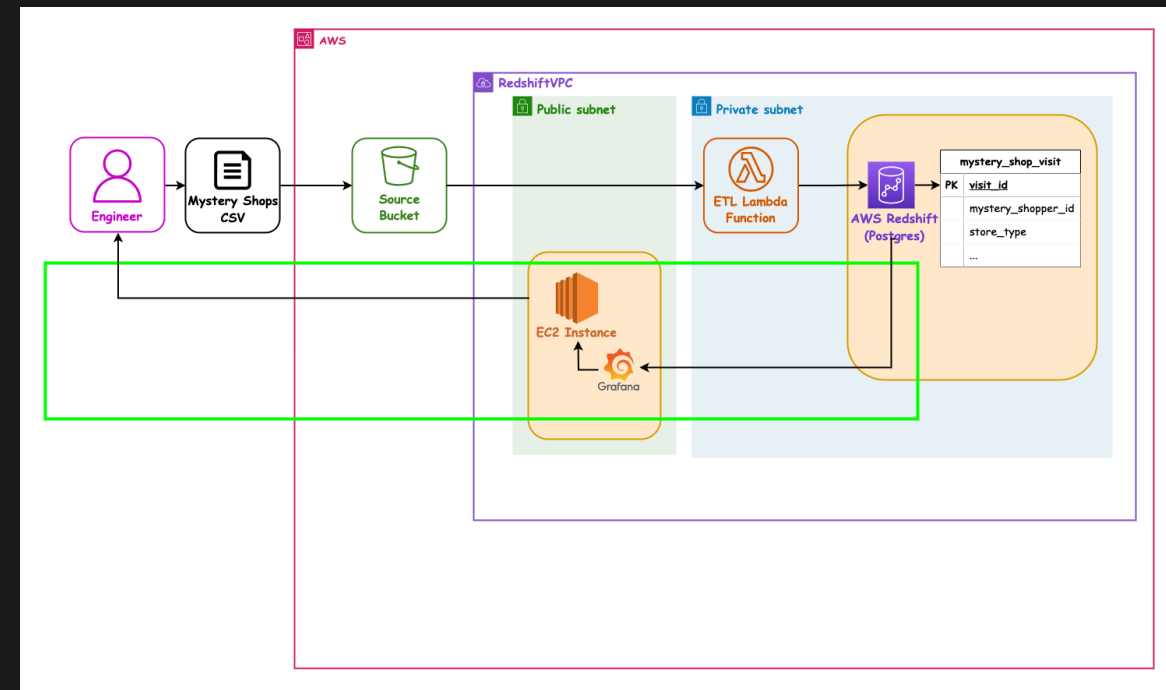 AWS
RedshiftVPC
Public subnet
Private subnet
Engineer
Mystery Shops
CSV
Source
Bucket
ETL Lambda
Function
AWS Redshift
(Postgres)
mystery_shop_visit
PK visit_id
mystery_shopper_id
store_type
...
EC2 Instance
Grafana